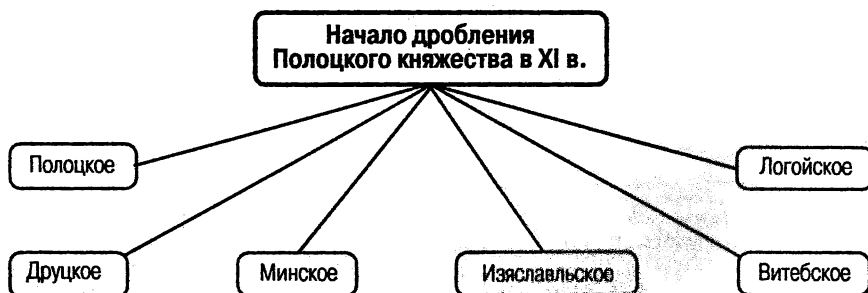 Начало дробления
Полоцкого княжества в XI в.
Полоцкое
Логойское
Друцкое
Минское
Изяславльское
Витебское